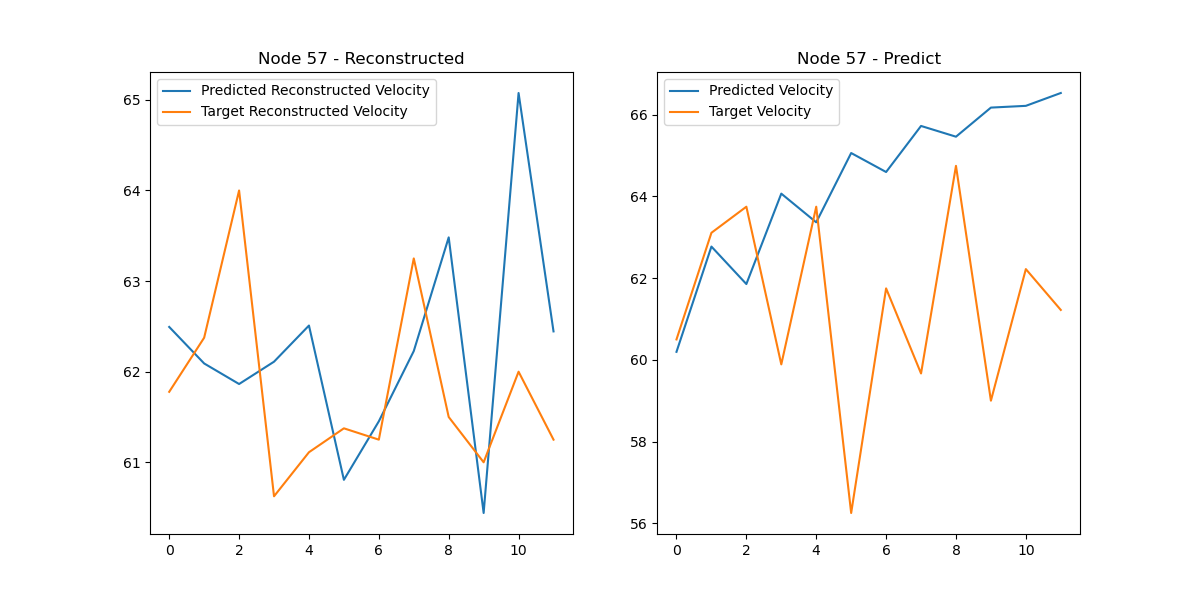 Node 57 - Reconstructed
Predicted Reconstructed Velocity
Target Reconstructed Velocity
65
64
63
62
61
0 2 4 6 8 10
Node 57 - Predict
Predicted Velocity
Target Velocity
66
64
62
60
58
56
0 2 4 6 8 10